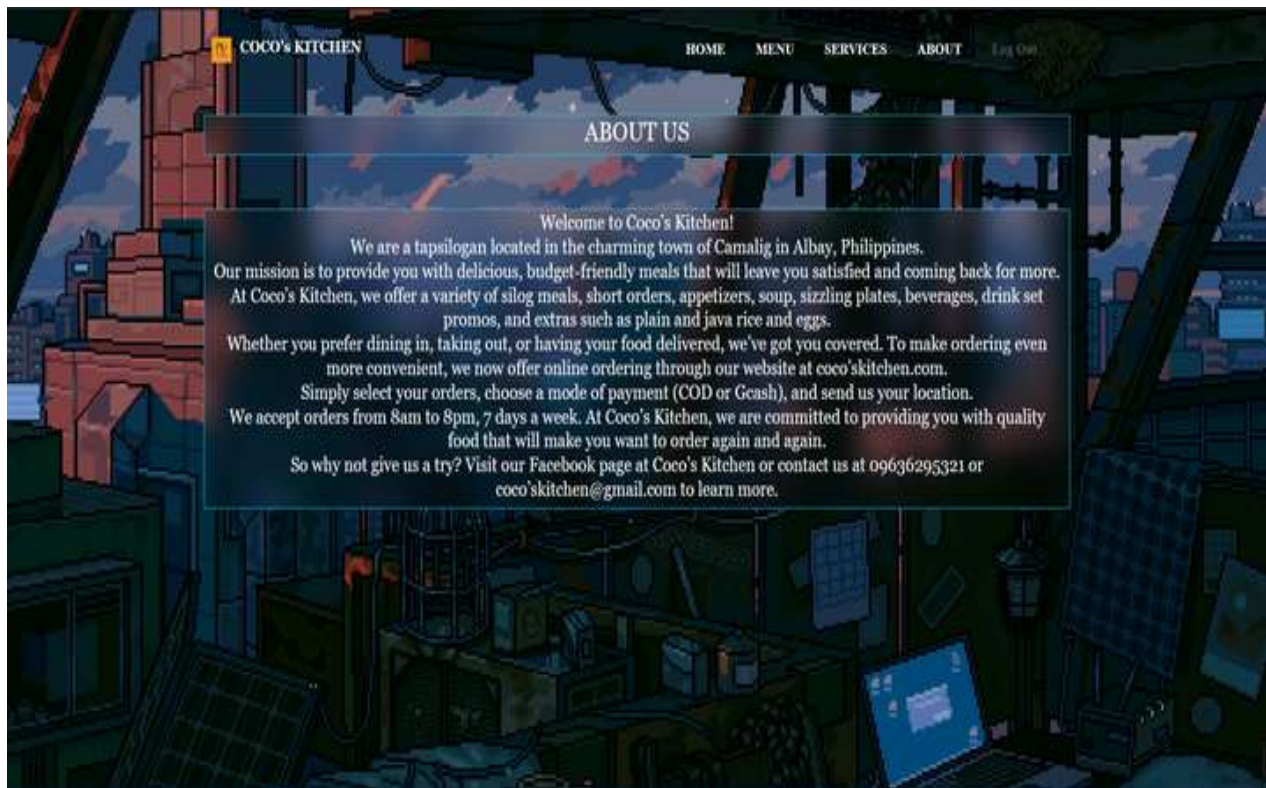 COCO's KITCHEN
HOME MENU SERVICES ABOUT Log Out
ABOUT US
Welcome to Coco's Kitchen!
We are a tapsilogan located in the charming town of Camalig in Albay, Philippines.
Our mission is to provide you with delicious, budget-friendly meals that will leave you satisfied and coming back for more.
At Coco's Kitchen, we offer a variety of silog meals, short orders, appetizers, soup, sizzling plates, beverages, drink set
promos, and extras such as plain and java rice and eggs.
Whether you prefer dining in, taking out, or having your food delivered, we've got you covered. To make ordering even
more convenient, we now offer online ordering through our website at coco'skitchen.com.
Simply select your orders, choose a mode of payment (COD or Gcash), and send us your location.
We accept orders from 8am to 8pm, 7 days a week. At Coco's Kitchen, we are committed to providing you with quality
food that will make you want to order again and again.
So why not give us a try? Visit our Facebook page at Coco's Kitchen or contact us at 09636295321 or
coco'skitchen@gmail.com to learn more.